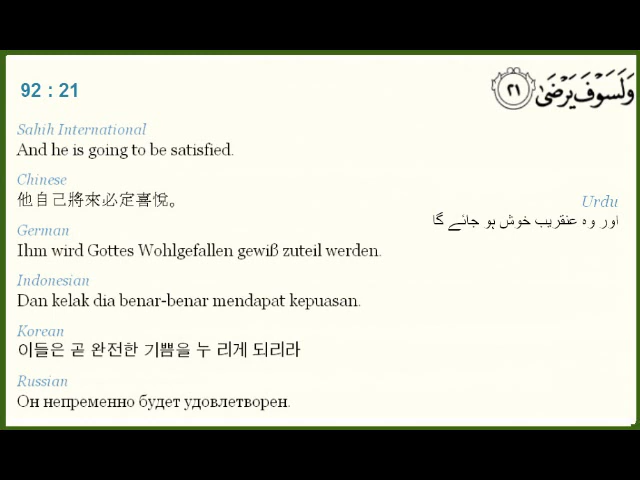 92 : 21
وَلَسَوْفَ يَرْضَىٰ ٢١
Sahih International
And he is going to be satisfied.
Chinese
他自己將來必定喜悅。
Urdu
اور وہ عنقریب خوش ہو جائے گا
German
Ihm wird Gottes Wohlgefallen gewiß zuteil werden.
Indonesian
Dan kelak dia benar-benar mendapat kepuasan.
Korean
이들은 곧 완전한 기쁨을 누 리게 되리라
Russian
Он непременно будет удовлетворен.